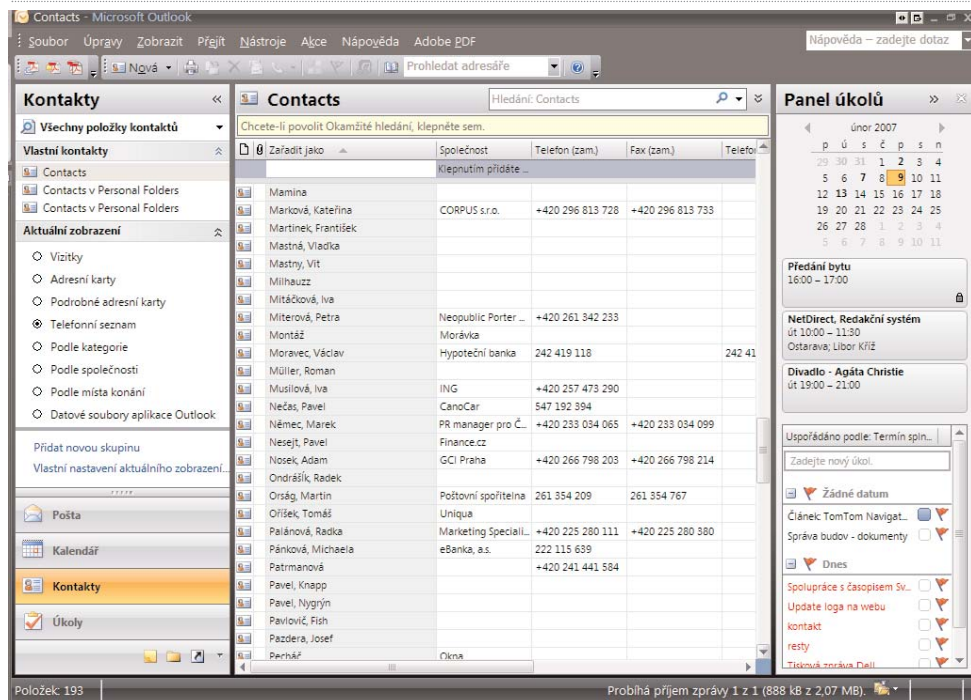 Contacts - Microsoft Outlook
Soubor Úpravy Zobrazit Přejít Nástroje Akce Nápověda Adobe PDF
Nápověda – zadejte dotaz
Nová
Prohledat adresáře
Kontakty
Všechny položky kontaktů
Vlastní kontakty
Contacts
Contacts v Personal Folders
Contacts v Personal Folders
Aktuální zobrazení
Vizitky
Adresní karty
Podrobné adresní karty
Telefonní seznam
Podle kategorie
Podle společnosti
Podle místa konání
Datové soubory aplikace Outlook
Přidat novou skupinu
Vlastní nastavení aktuálního zobrazení...
Pošta
Kalendář
Kontakty
Úkoly
Contacts
Hledání: Contacts
Chcete-li povolit Okamžité hledání, klepněte sem.
Zařadit jako Společnost Telefon (zam.) Fax (zam.) Telefo
Klepnutím přidáte ...
Mamina
Marková, Kateřina CORPUS s.r.o. +420 296 813 728 +420 296 813 733
Martinek, František
Mastná, Vlaďka
Mastny, Vít
Milhauzz
Mitáčková, Iva
Miterová, Petra Neopublic Porter ... +420 261 342 233
Montáž Morávka
Moravec, Václav Hypoteční banka 242 419 118 242 41
Müller, Roman
Musilová, Iva ING +420 257 473 290
Nečas, Pavel CanoCar 547 192 394
Němec, Marek PR manager pro Č... +420 233 034 065 +420 233 034 099
Nesejt, Pavel Finance.cz
Nosek, Adam GCI Praha +420 266 798 203 +420 266 798 214
Ondrášík, Radek
Orság, Martin Poštovní spořitelna 261 354 209 261 354 767
Oříšek, Tomáš Uniqua
Palánová, Radka Marketing Speciali... +420 225 280 111 +420 225 280 380
Pánková, Michaela eBanka, a.s. 222 115 639
Patrmanová +420 241 441 584
Pavel, Knapp
Pavel, Nygrýn
Pavlovič, Fish
Pazdera, Josef
Pecháč Okna
Panel úkolů
únor 2007
p ú s č p s n
29 30 31 1 2 3 4
5 6 7 8 9 10 11
12 13 14 15 16 17 18
19 20 21 22 23 24 25
26 27 28 1 2 3 4
5 6 7 8 9 10 11
Předání bytu
16:00 – 17:00
NetDirect, Redakční systém
út 10:00 – 11:30
Ostarava; Libor Kříž
Divadlo - Agáta Christie
út 19:00 – 21:00
Uspořádáno podle: Termín spln...
Zadejte nový úkol.
Žádné datum
Článek TomTom Navigat...
Správa budov - dokumenty
Dnes
Spolupráce s časopisem Sv...
Update loga na webu
kontakt
resty
Tisková zpráva Dell
Položek: 193
Probíhá příjem zprávy 1 z 1 (888 kB z 2,07 MB).